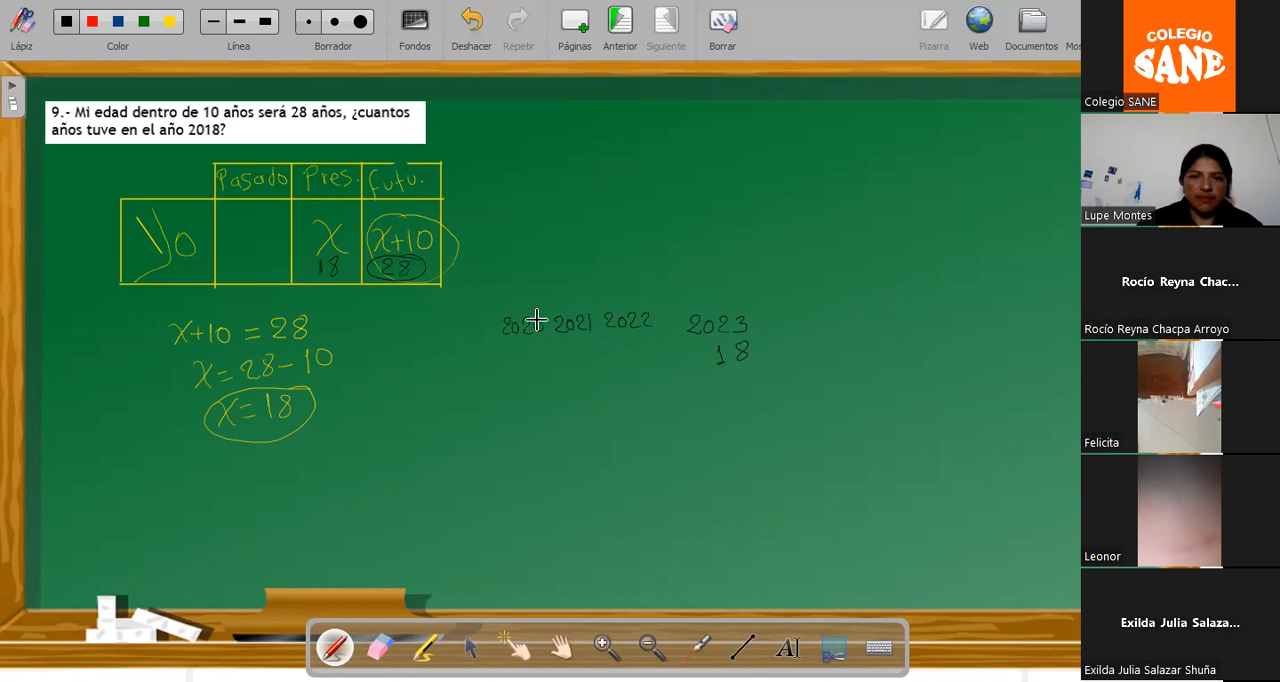 Lápiz
Color
Línea
Borrador
Fondos
Deshacer
Repetir
Páginas
Anterior
Siguiente
Borrar
Pizarra
Web
Documentos
Mos
9.- Mi edad dentro de 10 años será 28 años, ¿cuantos
años tuve en el año 2018?
Pasado Pres. futu.
Yo x x+10
18 28
x+10 = 28
x = 28 - 10
x = 18
2021 2022 2023
18
COLEGIO
SANE
Colegio SANE
Lupe Montes
Rocío Reyna Chac...
Rocío Reyna Chacpa Arroyo
Felicita
Leonor
Exilda Julia Salaza...
Exilda Julia Salazar Shuña
AI